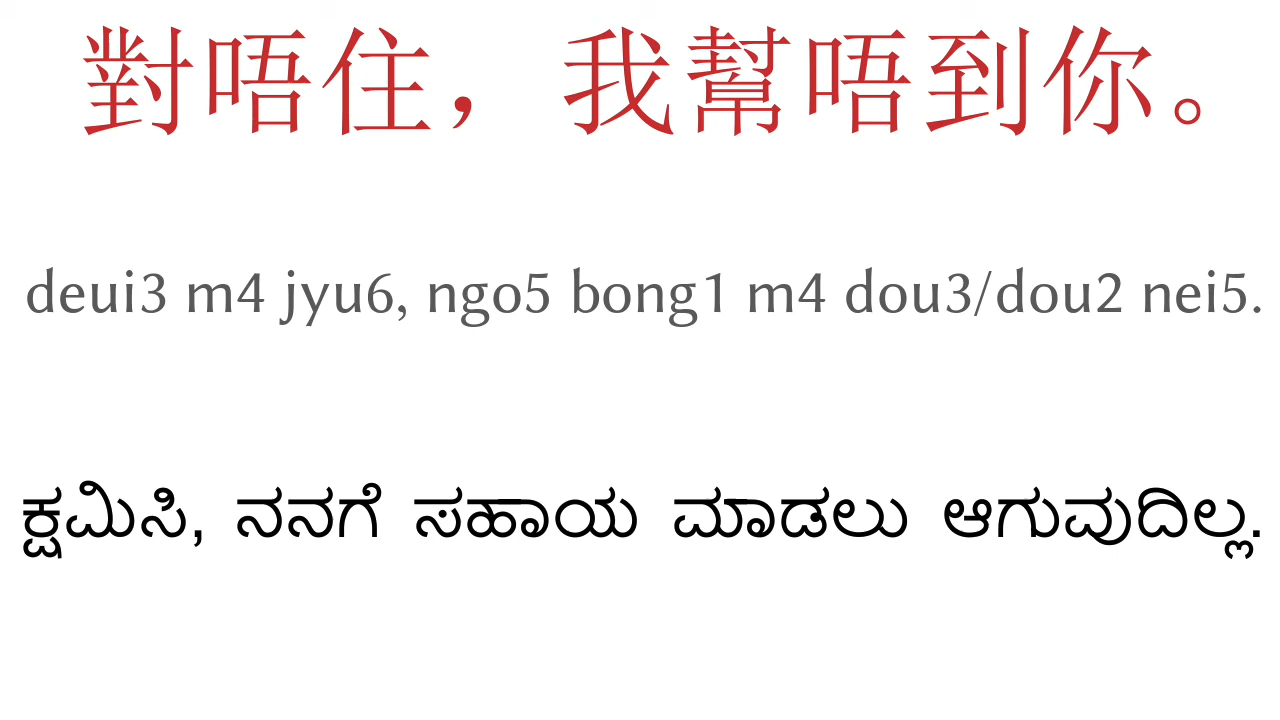 對唔住，我幫唔到你。
deui3 m4 jyu6, ngo5 bong1 m4 dou3/dou2 nei5.
ಕ್ಷಮಿಸಿ, ನನಗೆ ಸಹಾಯ ಮಾಡಲು ಆಗುವುದಿಲ್ಲ.